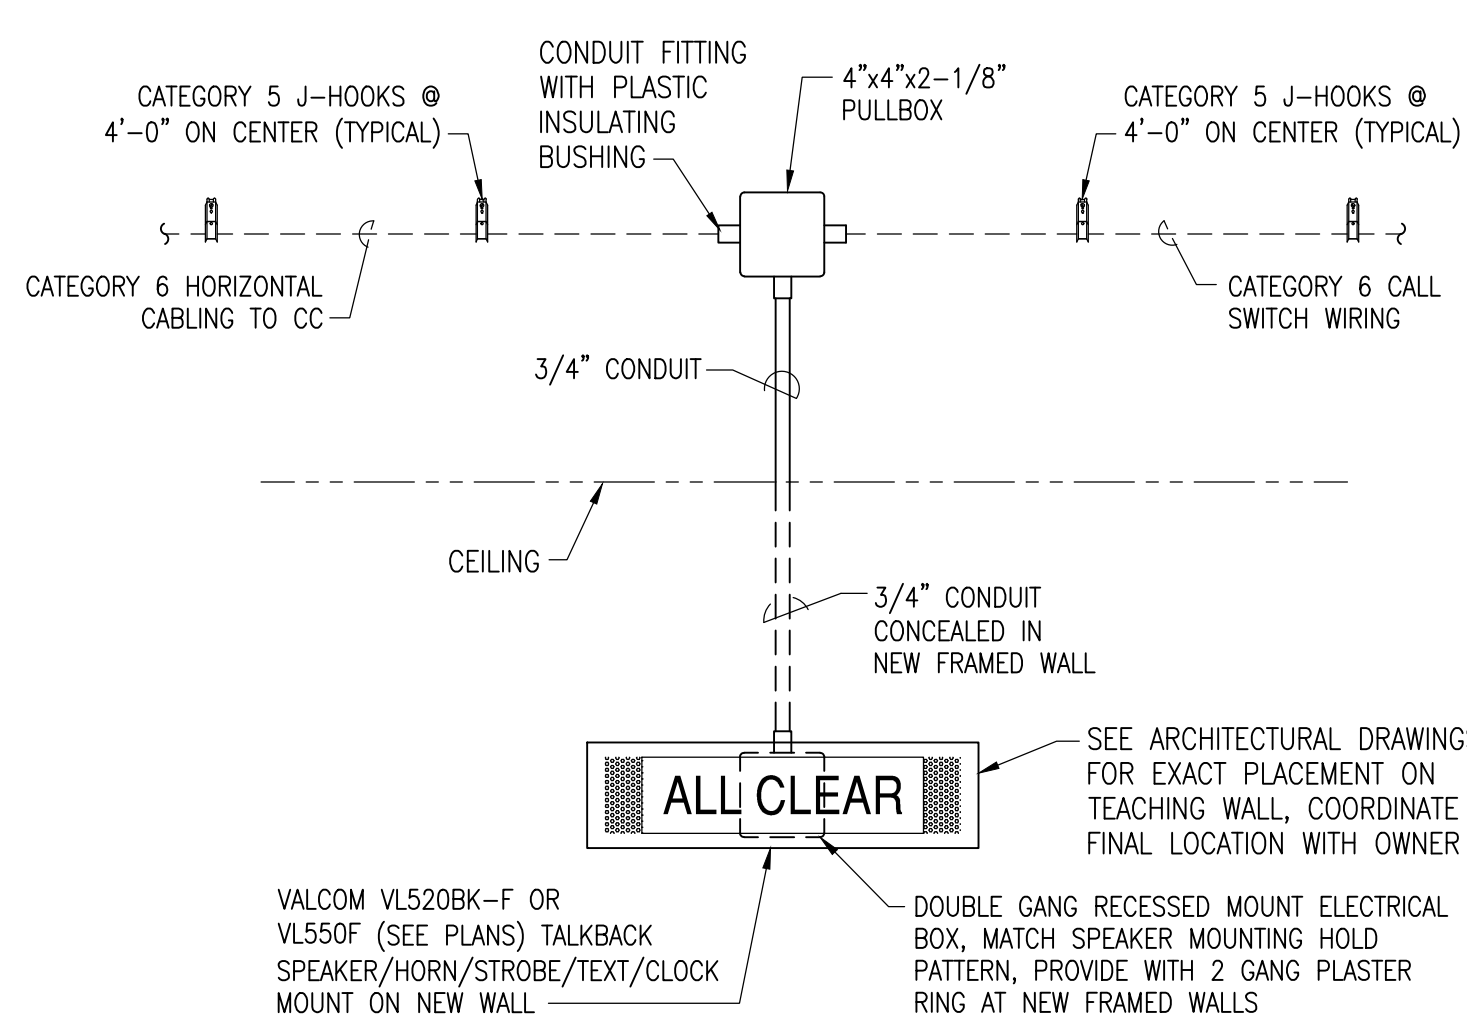 CONDUIT FITTING
WITH PLASTIC
INSULATING
BUSHING
4"x4"x2-1/8"
PULLBOX
CATEGORY 5 J-HOOKS @
4'-0" ON CENTER (TYPICAL)
CATEGORY 5 J-HOOKS @
4'-0" ON CENTER (TYPICAL)
CATEGORY 6 HORIZONTAL
CABLING TO CC
CATEGORY 6 CALL
SWITCH WIRING
3/4" CONDUIT
CEILING
3/4" CONDUIT
CONCEALED IN
NEW FRAMED WALL
SEE ARCHITECTURAL DRAWING
FOR EXACT PLACEMENT ON
TEACHING WALL, COORDINATE
FINAL LOCATION WITH OWNER
ALL CLEAR
VALCOM VL520BK-F OR
VL550F (SEE PLANS) TALKBACK
SPEAKER/HORN/STROBE/TEXT/CLOCK
MOUNT ON NEW WALL
DOUBLE GANG RECESSED MOUNT ELECTRICAL
BOX, MATCH SPEAKER MOUNTING HOLD
PATTERN, PROVIDE WITH 2 GANG PLASTER
RING AT NEW FRAMED WALLS